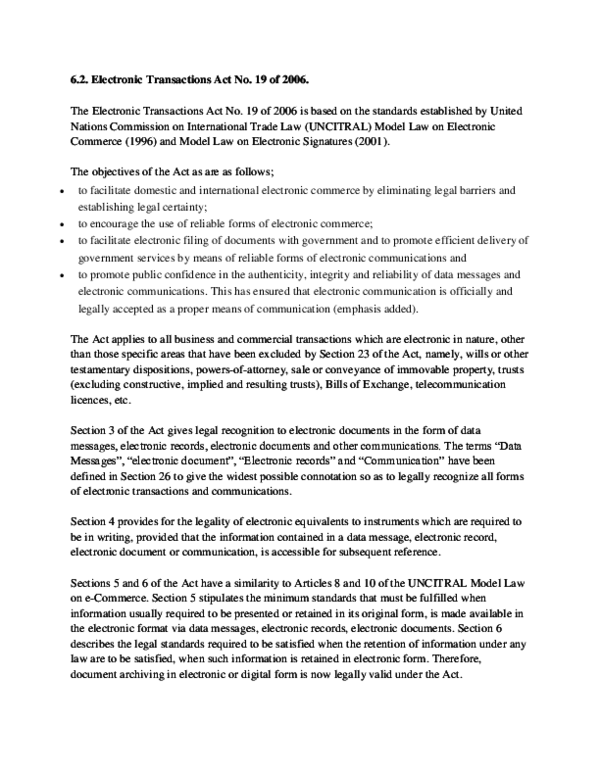 6.2. Electronic Transactions Act No. 19 of 2006.
The Electronic Transactions Act No. 19 of 2006 is based on the standards established by United
Nations Commission on International Trade Law (UNCITRAL) Model Law on Electronic
Commerce (1996) and Model Law on Electronic Signatures (2001).
The objectives of the Act as are as follows;
• to facilitate domestic and international electronic commerce by eliminating legal barriers and
establishing legal certainty;
• to encourage the use of reliable forms of electronic commerce;
• to facilitate electronic filing of documents with government and to promote efficient delivery of
government services by means of reliable forms of electronic communications and
• to promote public confidence in the authenticity, integrity and reliability of data messages and
electronic communications. This has ensured that electronic communication is officially and
legally accepted as a proper means of communication (emphasis added).
The Act applies to all business and commercial transactions which are electronic in nature, other
than those specific areas that have been excluded by Section 23 of the Act, namely, wills or other
testamentary dispositions, powers-of-attorney, sale or conveyance of immovable property, trusts
(excluding constructive, implied and resulting trusts), Bills of Exchange, telecommunication
licences, etc.
Section 3 of the Act gives legal recognition to electronic documents in the form of data
messages, electronic records, electronic documents and other communications. The terms “Data
Messages”, “electronic document”, “Electronic records” and “Communication” have been
defined in Section 26 to give the widest possible connotation so as to legally recognize all forms
of electronic transactions and communications.
Section 4 provides for the legality of electronic equivalents to instruments which are required to
be in writing, provided that the information contained in a data message, electronic record,
electronic document or communication, is accessible for subsequent reference.
Sections 5 and 6 of the Act have a similarity to Articles 8 and 10 of the UNCITRAL Model Law
on e-Commerce. Section 5 stipulates the minimum standards that must be fulfilled when
information usually required to be presented or retained in its original form, is made available in
the electronic format via data messages, electronic records, electronic documents. Section 6
describes the legal standards required to be satisfied when the retention of information under any
law are to be satisfied, when such information is retained in electronic form. Therefore,
document archiving in electronic or digital form is now legally valid under the Act.